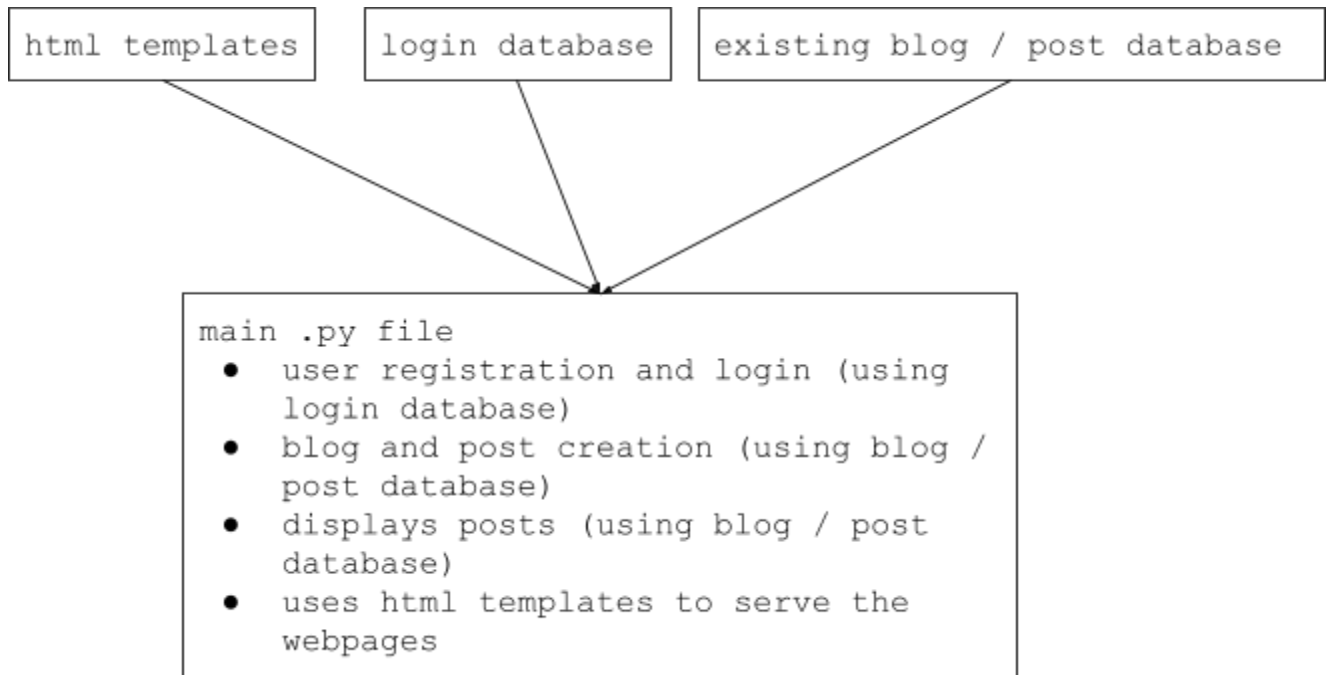 html templates
login database
existing blog / post database
main .py file
● user registration and login (using
login database)
● blog and post creation (using blog /
post database)
● displays posts (using blog / post
database)
● uses html templates to serve the
webpages